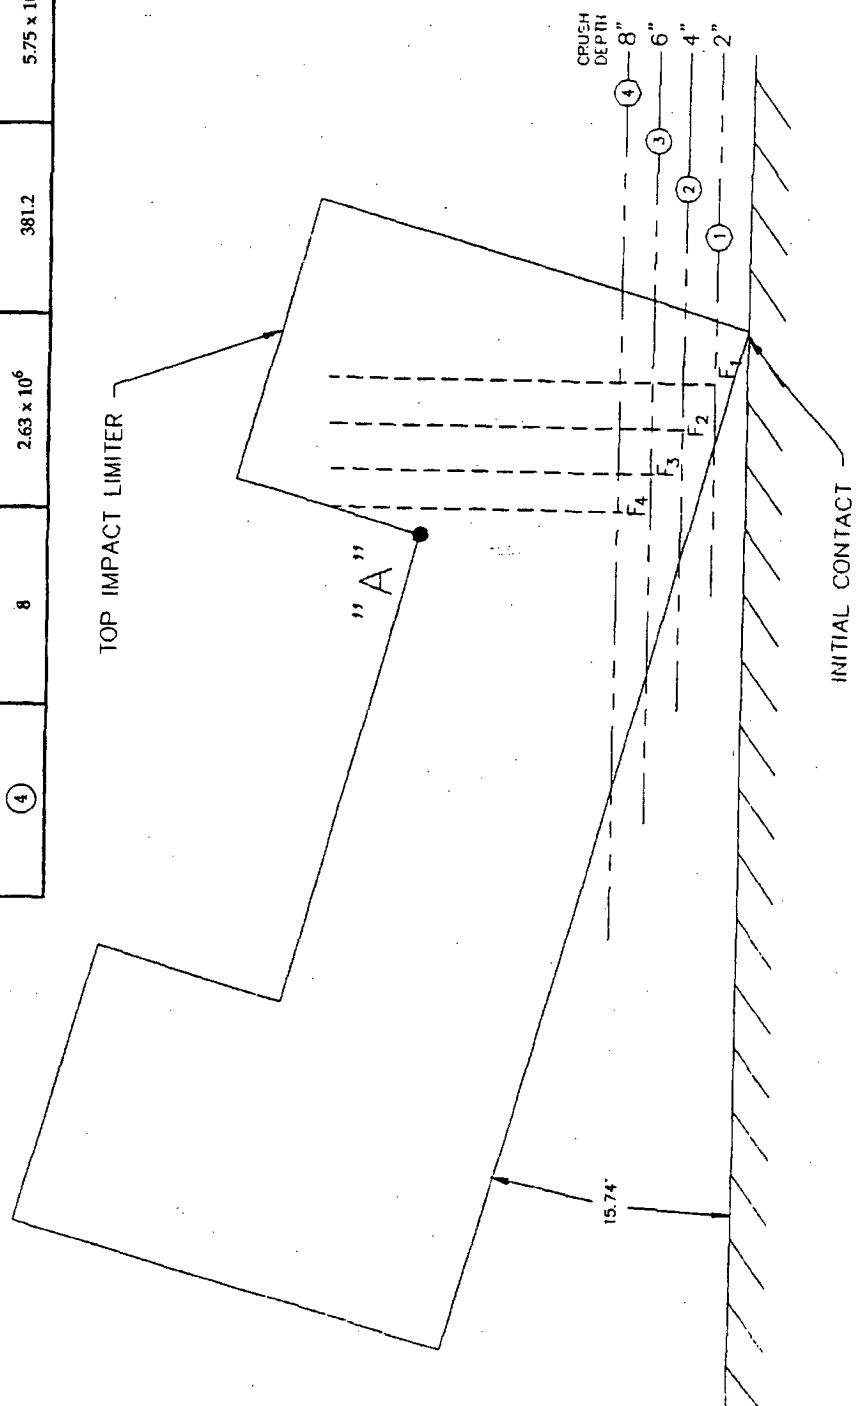 ④ 8 2.63 x 10⁶ 381.2 5.75 x 10
TOP IMPACT LIMITER
CRUSH
DEPTH
④ 8"
③ 6"
② 4"
① 2"
"A"
F₄
F₃
F₂
F₁
15.74°
INITIAL CONTACT